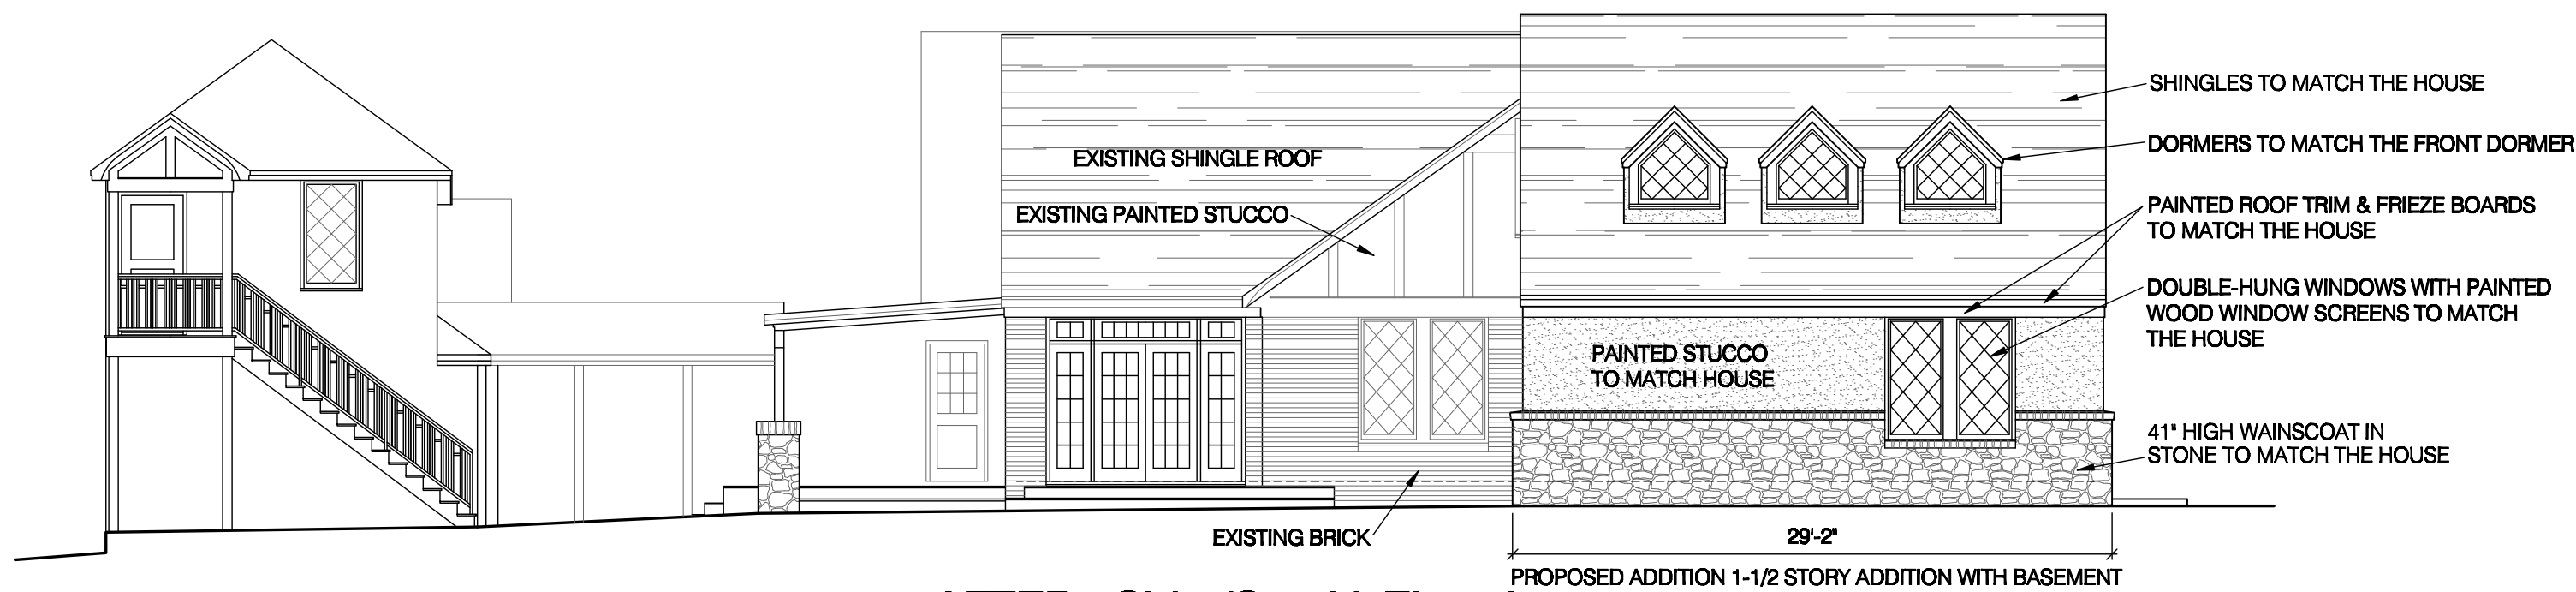 SHINGLES TO MATCH THE HOUSE
DORMERS TO MATCH THE FRONT DORMER
EXISTING SHINGLE ROOF
EXISTING PAINTED STUCCO
PAINTED ROOF TRIM & FRIEZE BOARDS
TO MATCH THE HOUSE
DOUBLE-HUNG WINDOWS WITH PAINTED
WOOD WINDOW SCREENS TO MATCH
THE HOUSE
PAINTED STUCCO
TO MATCH HOUSE
41" HIGH WAINSCOAT IN
STONE TO MATCH THE HOUSE
EXISTING BRICK
29'-2"
PROPOSED ADDITION 1-1/2 STORY ADDITION WITH BASEMENT